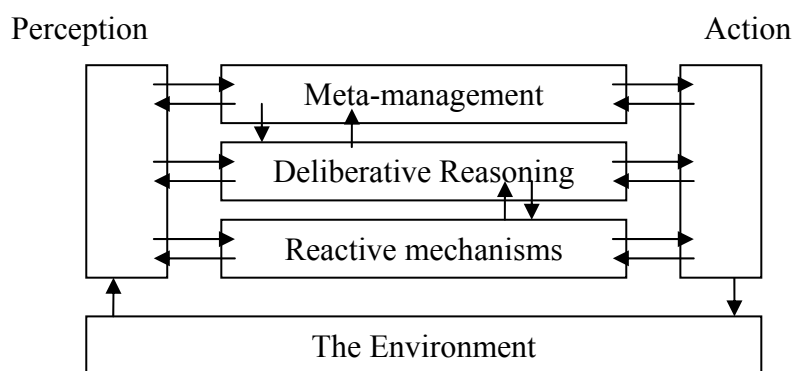 Perception
Action
Meta-management
Deliberative Reasoning
Reactive mechanisms
The Environment